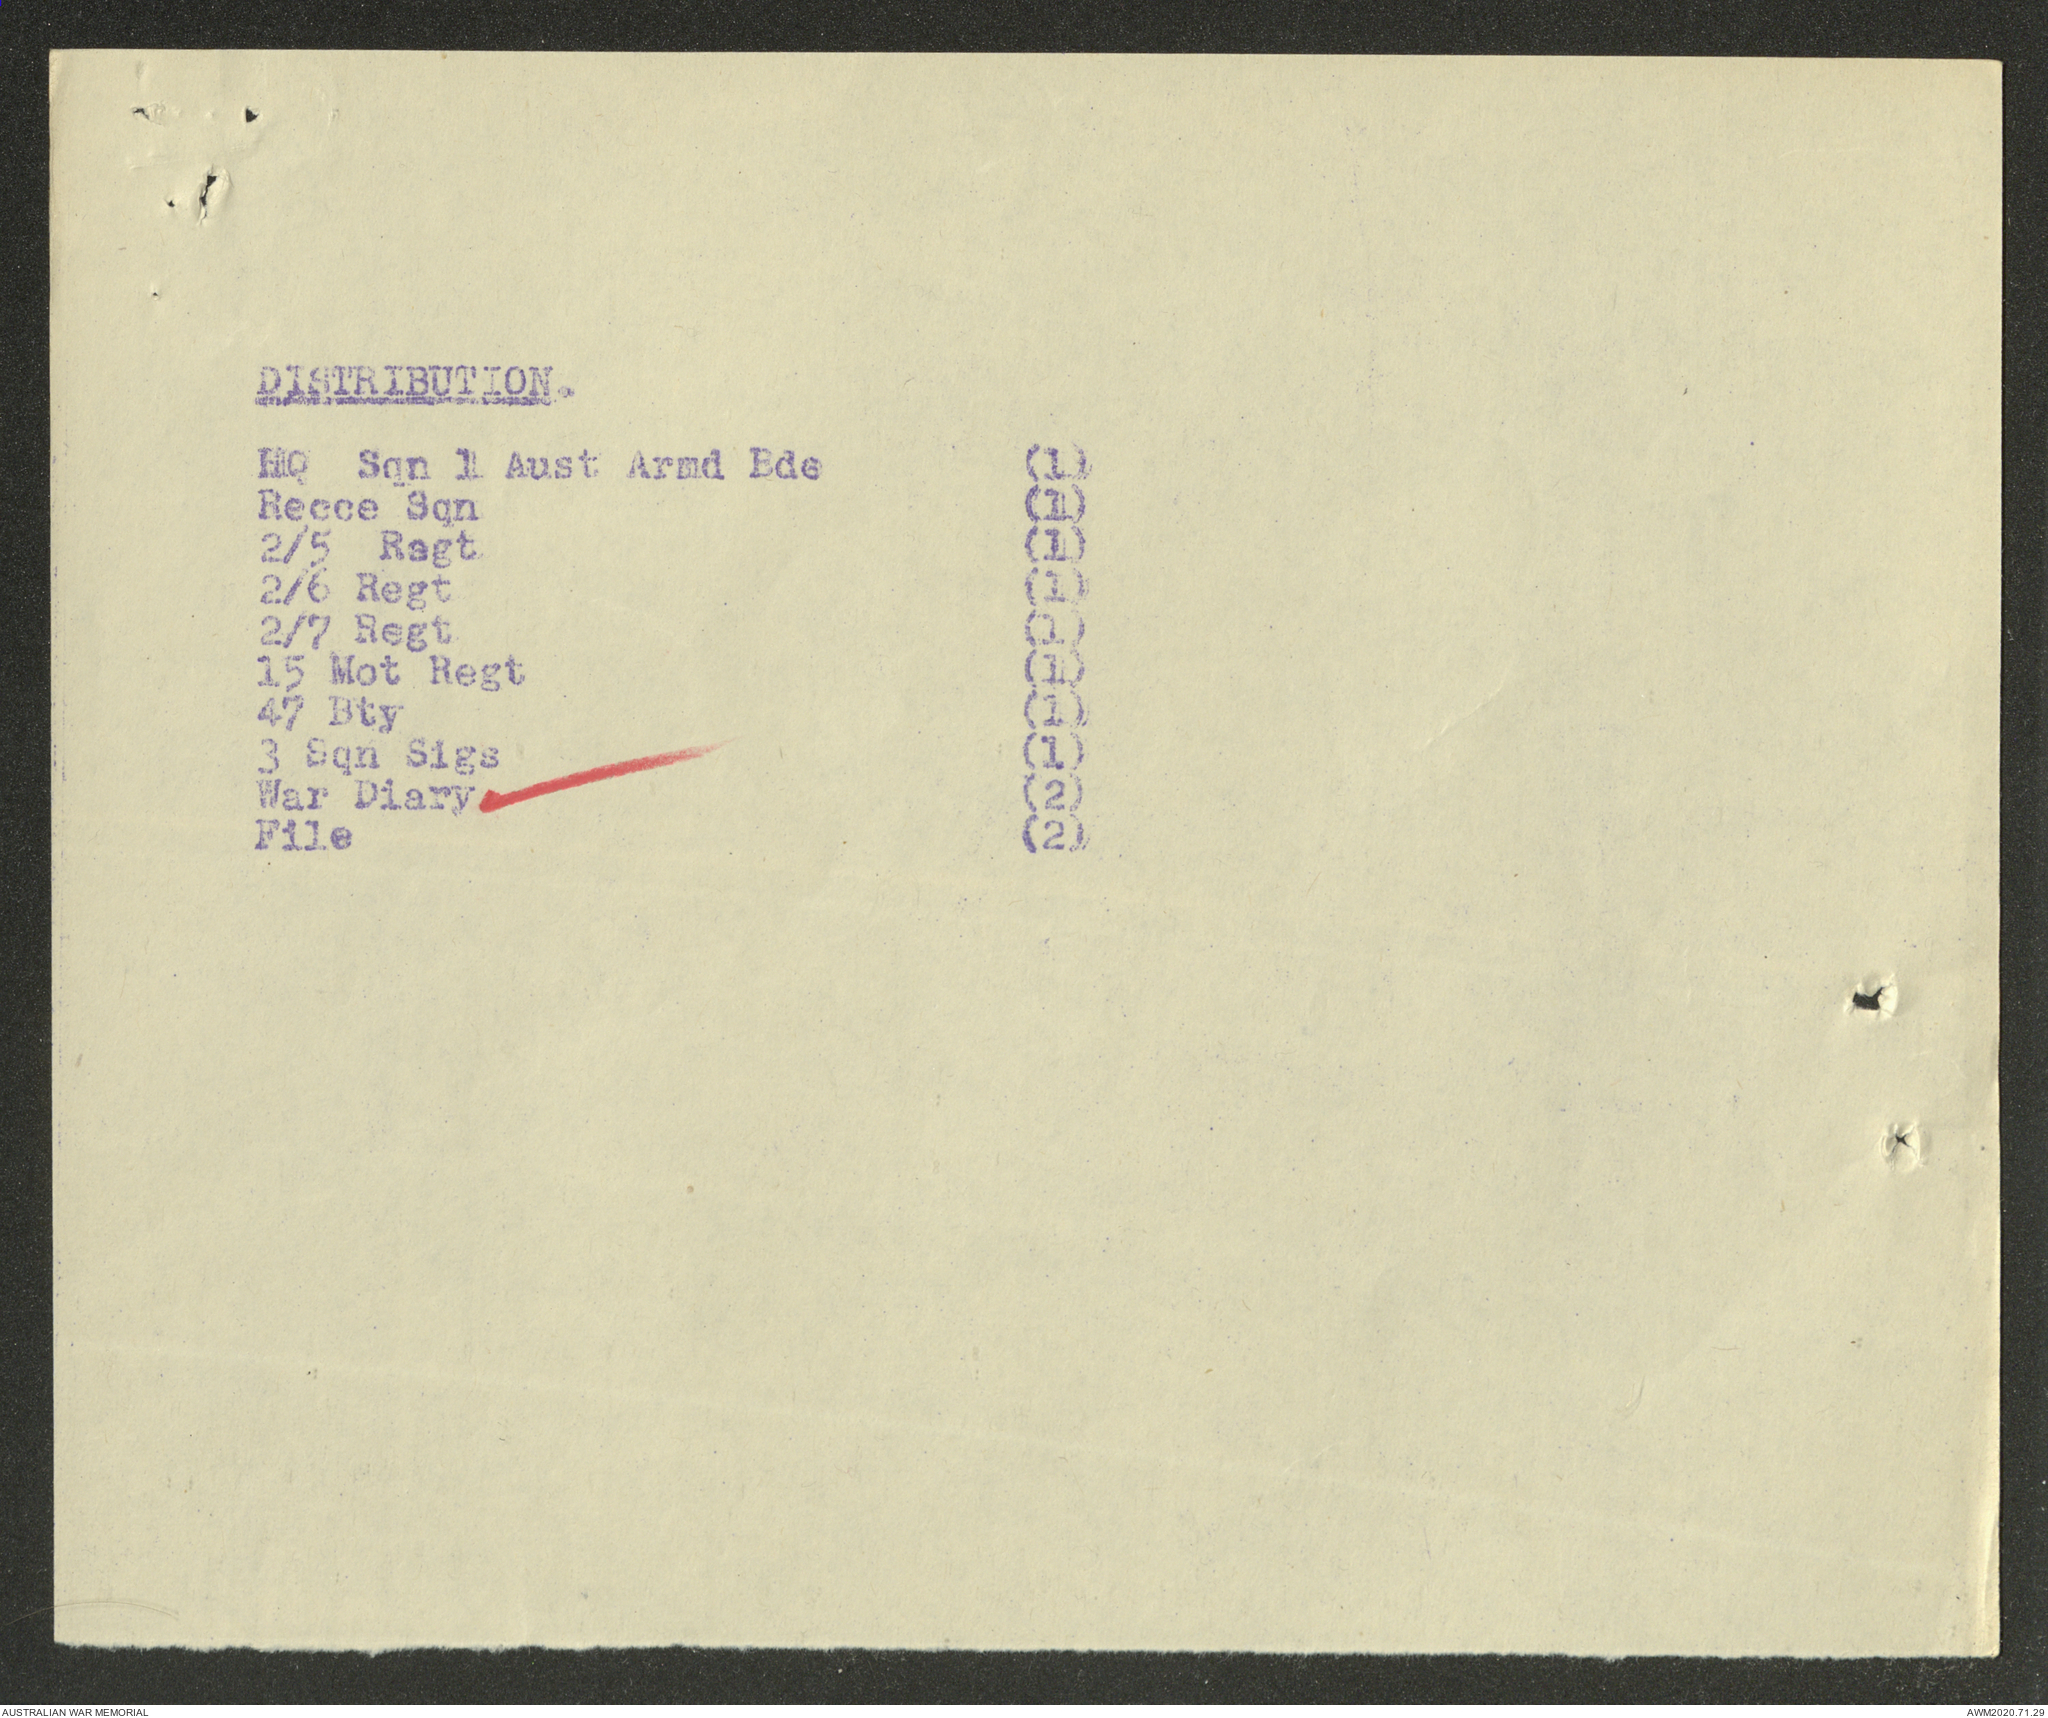 DISTRIBUTION.
HQ Sqn 1 Aust Armd Bde (1)
Recce Sqn (1)
2/5 Regt (1)
2/6 Regt (1)
2/7 Regt (1)
15 Mot Regt (1)
47 Bty (1)
3 Sqn Sigs (1)
War Diary (2)
File (2)
AUSTRALIAN WAR MEMORIAL AWM2020.71.29